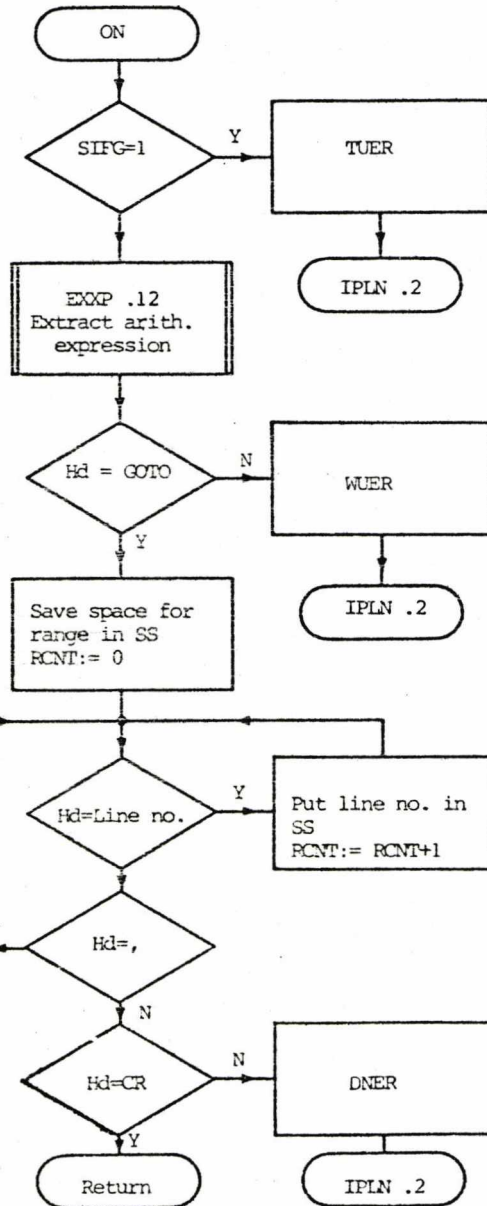 ON
SIFG=1
Y
TUER
IPLN .2
EXXP .12
Extract arith.
expression
Hd = GOTO
N
WUER
Y
IPLN .2
Save space for
range in SS
RCNT:= 0
Hd=Line no.
Y
Put line no. in
SS
RCNT:= RCNT+1
Hd=,
N
Hd=CR
N
DNER
Y
Return
IPLN .2